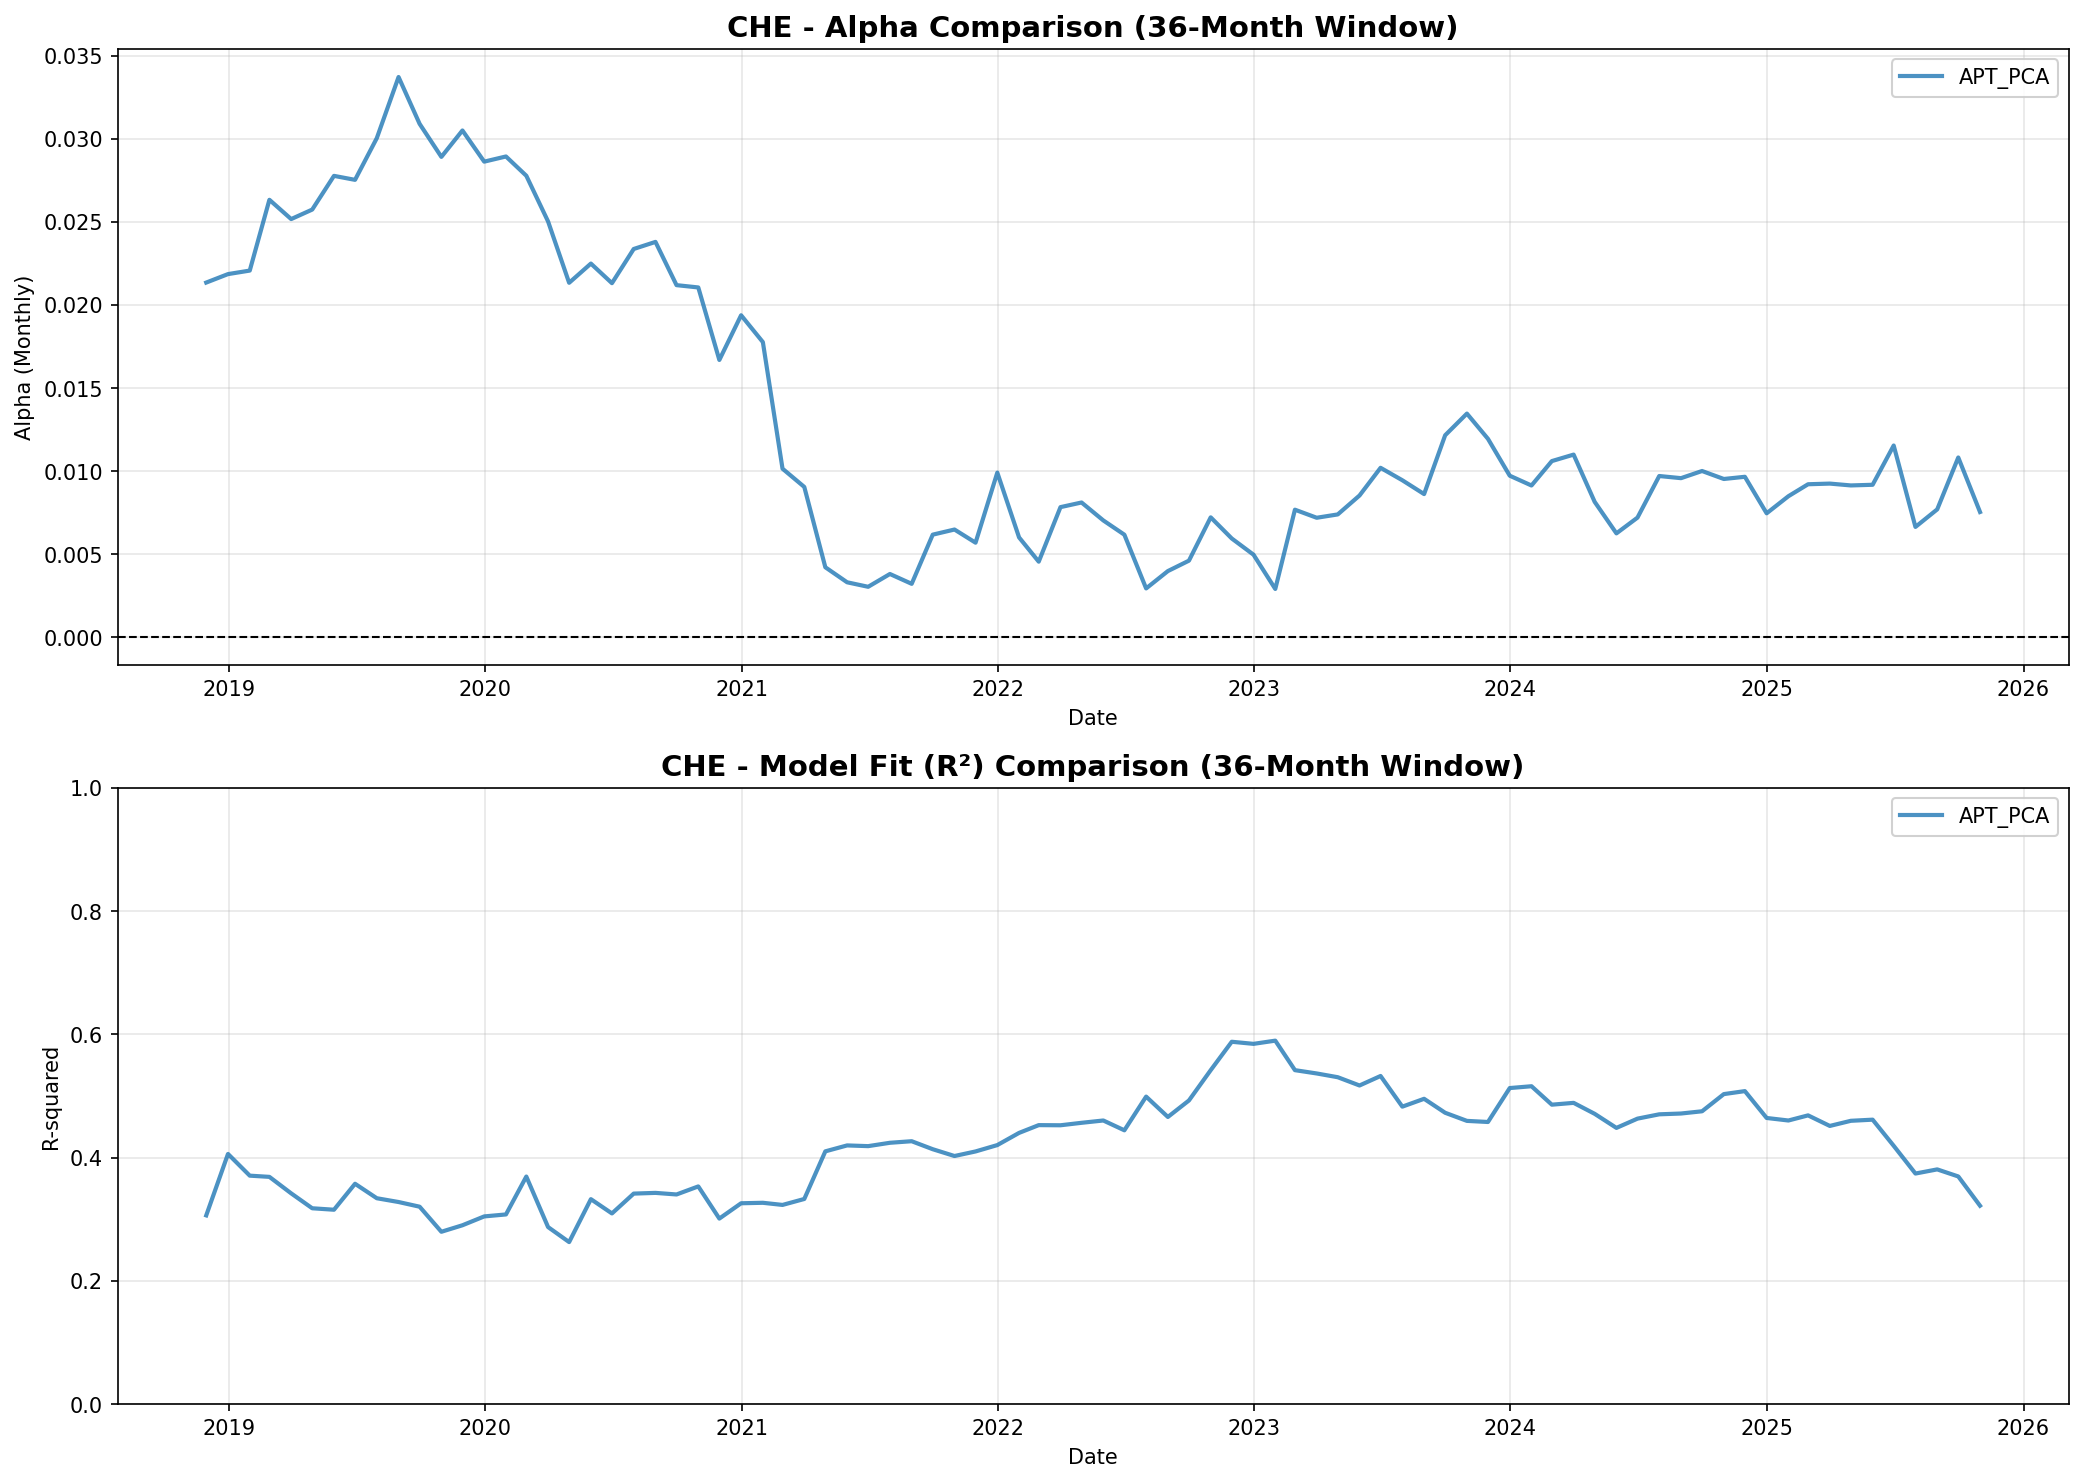 CHE - Alpha Comparison (36-Month Window)
APT_PCA
Alpha (Monthly)
0.035
0.030
0.025
0.020
0.015
0.010
0.005
0.000
2019 2020 2021 2022 2023 2024 2025 2026
Date
CHE - Model Fit (R²) Comparison (36-Month Window)
APT_PCA
R-squared
1.0
0.8
0.6
0.4
0.2
0.0
2019 2020 2021 2022 2023 2024 2025 2026
Date